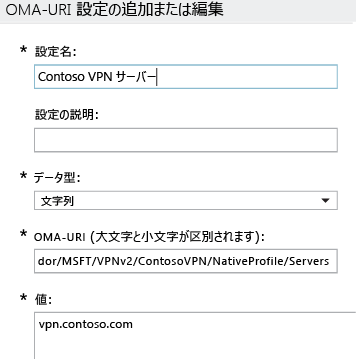 OMA-URI 設定の追加または編集
* 設定名:
Contoso VPN サーバー
設定の説明:
* データ型:
文字列
* OMA-URI (大文字と小文字が区別されます):
dor/MSFT/VPNv2/ContosoVPN/NativeProfile/Servers
* 値:
vpn.contoso.com